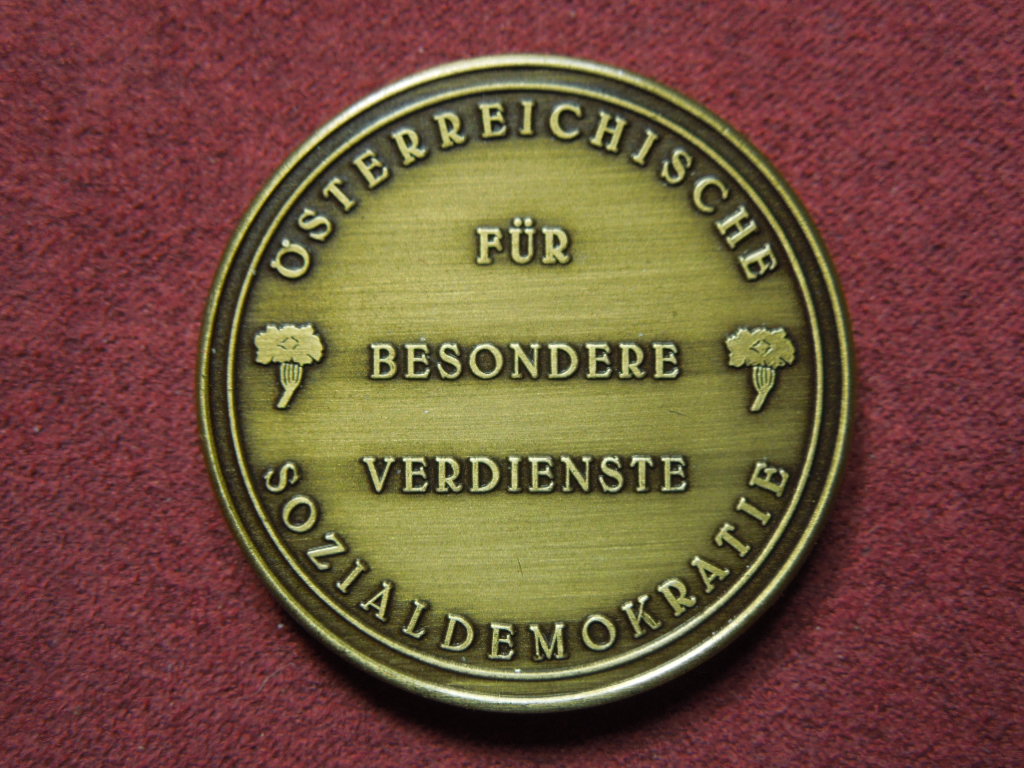 ÖSTERREICHISCHE
FÜR
BESONDERE
VERDIENSTE
SOZIALDEMOKRATIE